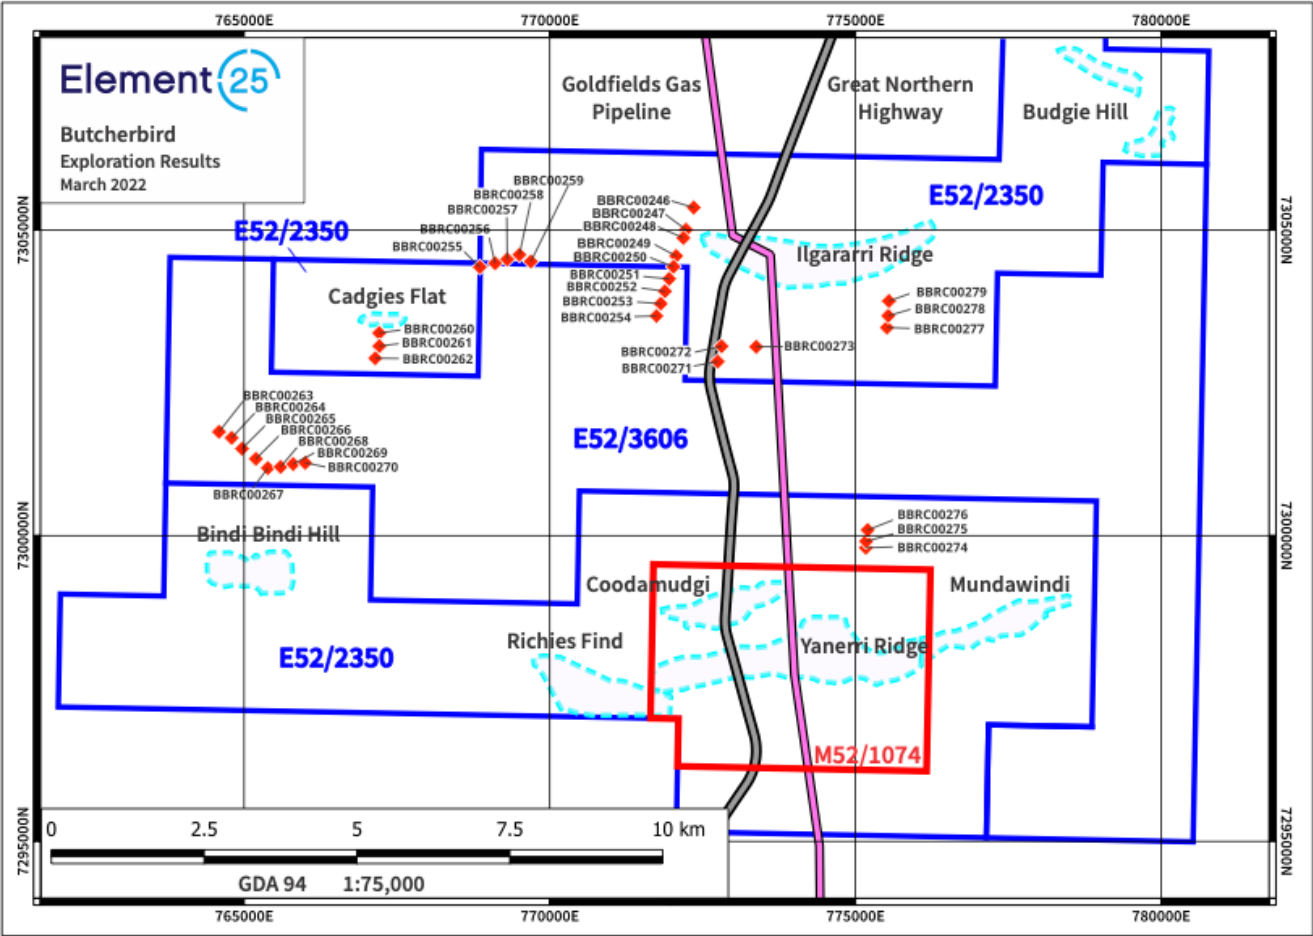 765000E
770000E
775000E
780000E
Element 25
Butcherbird
Exploration Results
March 2022
Goldfields Gas
Pipeline
Great Northern
Highway
Budgie Hill
7305000N
7305000N
E52/2350
E52/2350
BBRC00259
BBRC00258
BBRC00257
BBRC00256
BBRC00255
BBRC00246
BBRC00247
BBRC00248
BBRC00249
BBRC00250
BBRC00251
BBRC00252
BBRC00253
BBRC00254
Ilgararri Ridge
Cadgies Flat
BBRC00260
BBRC00261
BBRC00262
BBRC00279
BBRC00278
BBRC00277
BBRC00272
BBRC00271
BBRC00273
BBRC00263
BBRC00264
BBRC00265
BBRC00266
BBRC00268
BBRC00269
BBRC00270
BBRC00267
E52/3606
7300000N
7300000N
Bindi Bindi Hill
BBRC00276
BBRC00275
BBRC00274
Coodamudgi
Mundawindi
Richies Find
Yanerri Ridge
E52/2350
M52/1074
7295000N
7295000N
0 2.5 5 7.5 10 km
GDA 94 1:75,000
765000E
770000E
775000E
780000E